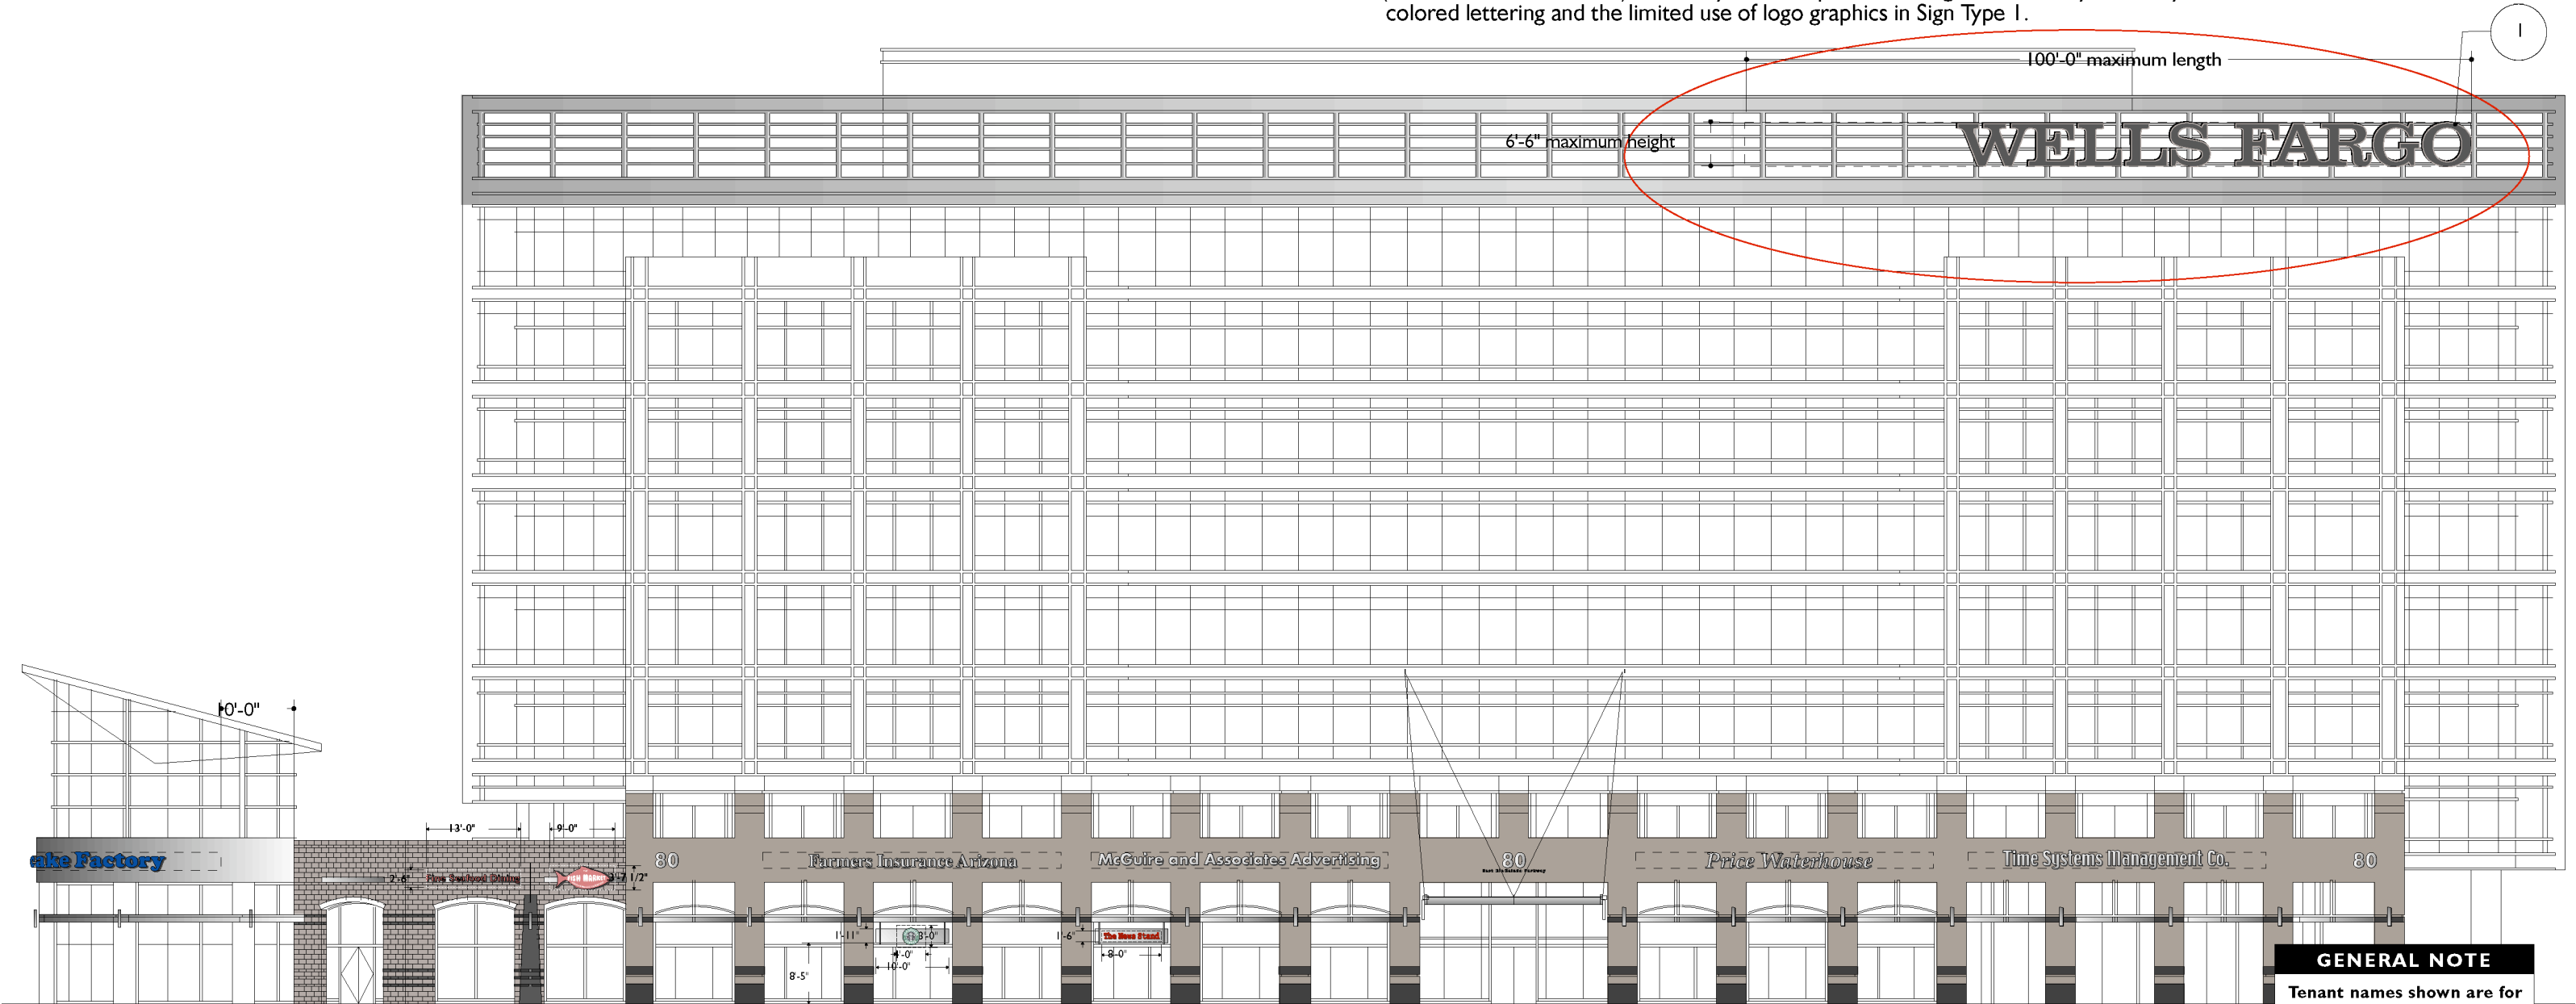 colored lettering and the limited use of logo graphics in Sign Type 1.
1
100'-0" maximum length
6'-6" maximum height
WELLS FARGO
0'-0"
13'-0"
9'-0"
ake Factory
2'-6"
Fine Seafood Dining
FISH MARKET
3'-7 1/2"
80
Farmers Insurance Arizona
McGuire and Associates Advertising
80
Price Waterhouse
Time Systems Management Co.
80
1'-11"
3'-0"
4'-0"
10'-0"
8'-5"
1'-6"
The News Stand
8'-0"
GENERAL NOTE
Tenant names shown are for